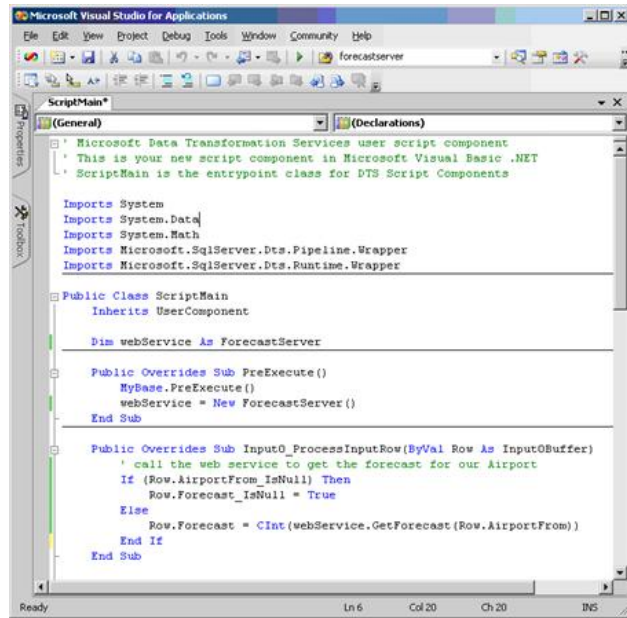 Microsoft Visual Studio for Applications
File Edit View Project Debug Tools Window Community Help
forecastserver
ScriptMain*
(General) (Declarations)
Properties
Toolbox
' Microsoft Data Transformation Services user script component
' This is your new script component in Microsoft Visual Basic .NET
' ScriptMain is the entrypoint class for DTS Script Components
Imports System
Imports System.Data
Imports System.Math
Imports Microsoft.SqlServer.Dts.Pipeline.Wrapper
Imports Microsoft.SqlServer.Dts.Runtime.Wrapper
Public Class ScriptMain
Inherits UserComponent
Dim webService As ForecastServer
Public Overrides Sub PreExecute()
MyBase.PreExecute()
webService = New ForecastServer()
End Sub
Public Overrides Sub Input0_ProcessInputRow(ByVal Row As Input0Buffer)
' call the web service to get the forecast for our Airport
If (Row.AirportFrom_IsNull) Then
Row.Forecast_IsNull = True
Else
Row.Forecast = CInt(webService.GetForecast(Row.AirportFrom))
End If
End Sub
Ready Ln 6 Col 20 Ch 20 INS